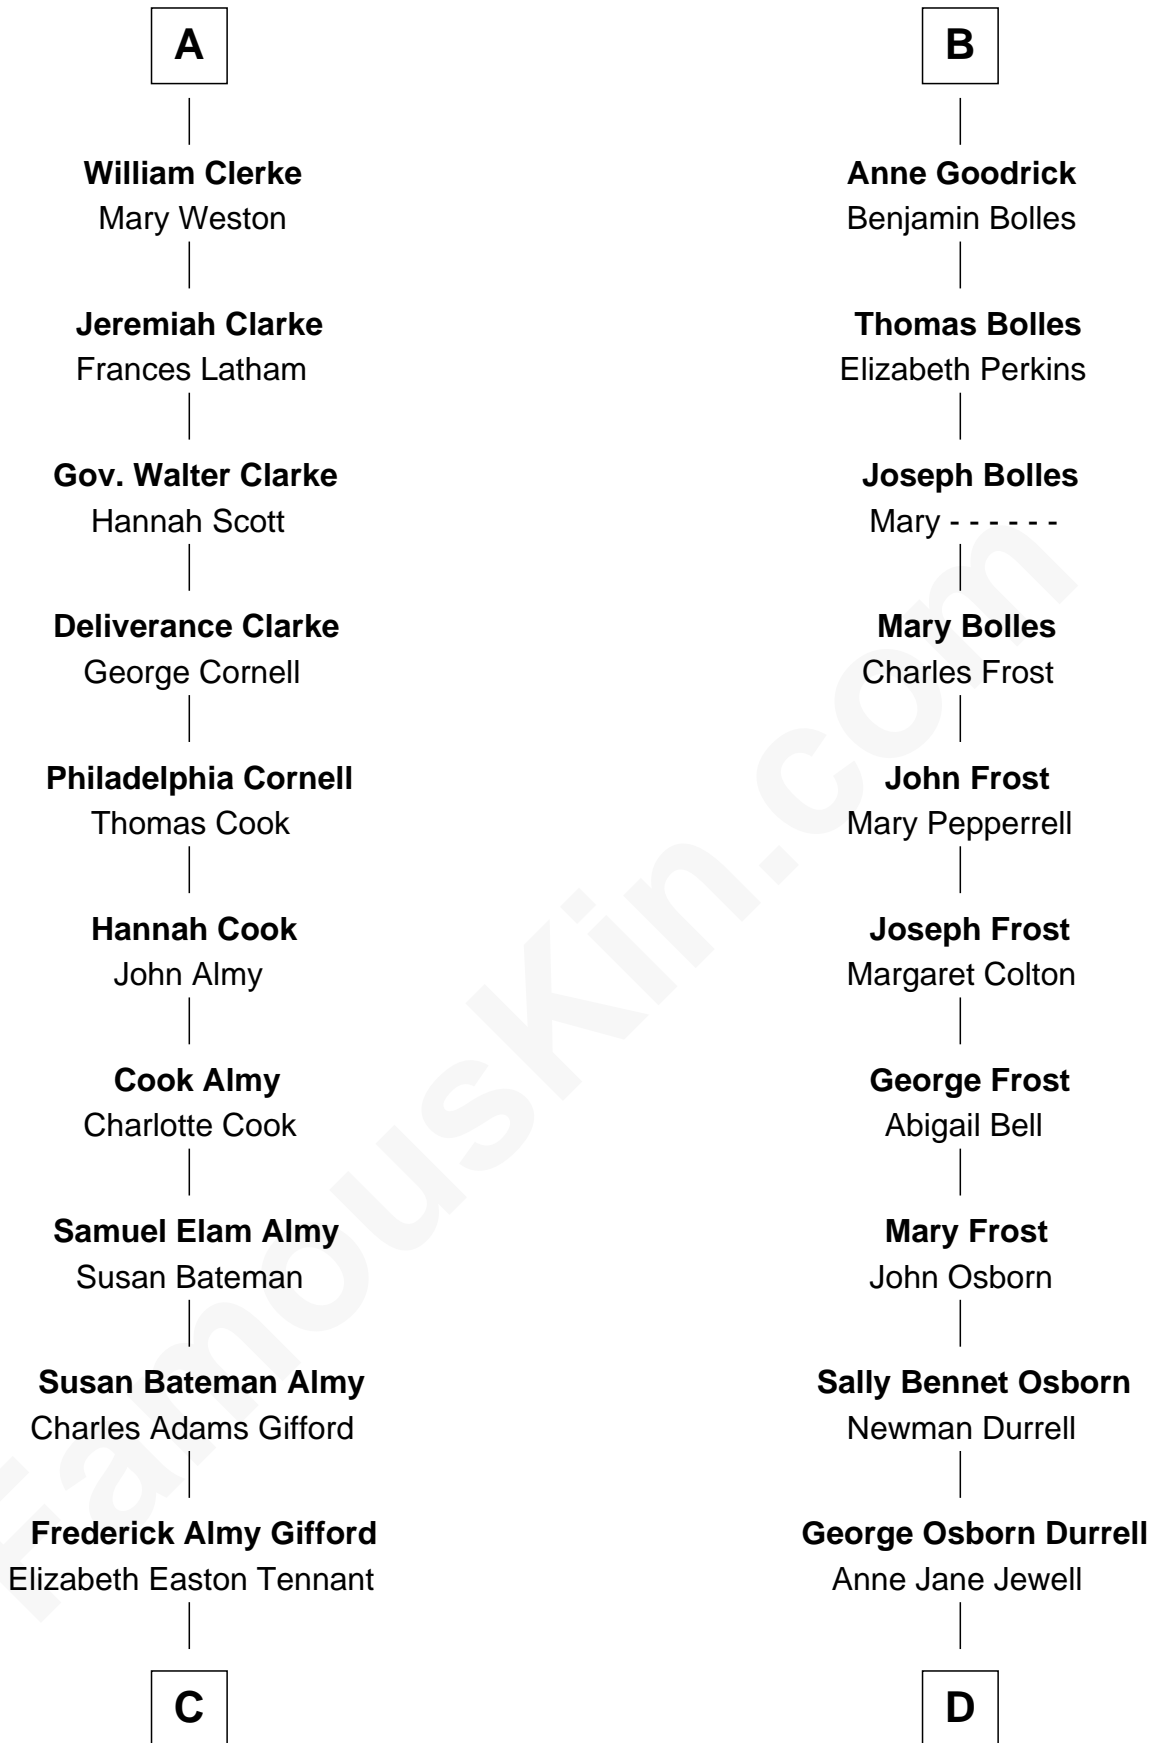 A
William Clerke
Mary Weston
Jeremiah Clarke
Frances Latham
Gov. Walter Clarke
Hannah Scott
Deliverance Clarke
George Cornell
Philadelphia Cornell
Thomas Cook
Hannah Cook
John Almy
Cook Almy
Charlotte Cook
Samuel Elam Almy
Susan Bateman
Susan Bateman Almy
Charles Adams Gifford
Frederick Almy Gifford
Elizabeth Easton Tennant
C
B
Anne Goodrick
Benjamin Bolles
Thomas Bolles
Elizabeth Perkins
Joseph Bolles
Mary - - - - - -
Mary Bolles
Charles Frost
John Frost
Mary Pepperrell
Joseph Frost
Margaret Colton
George Frost
Abigail Bell
Mary Frost
John Osborn
Sally Bennet Osborn
Newman Durrell
George Osborn Durrell
Anne Jane Jewell
D
FamousKin.com